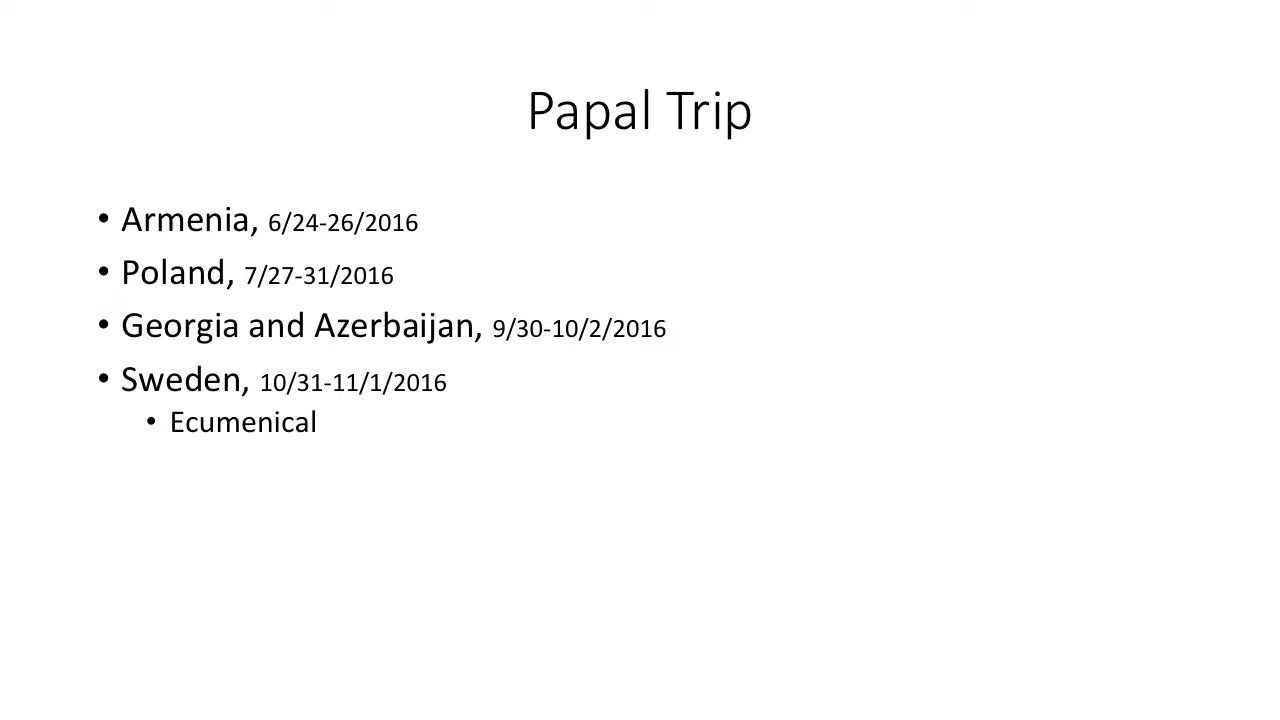 Papal Trip
• Armenia, 6/24-26/2016
• Poland, 7/27-31/2016
• Georgia and Azerbaijan, 9/30-10/2/2016
• Sweden, 10/31-11/1/2016
• Ecumenical